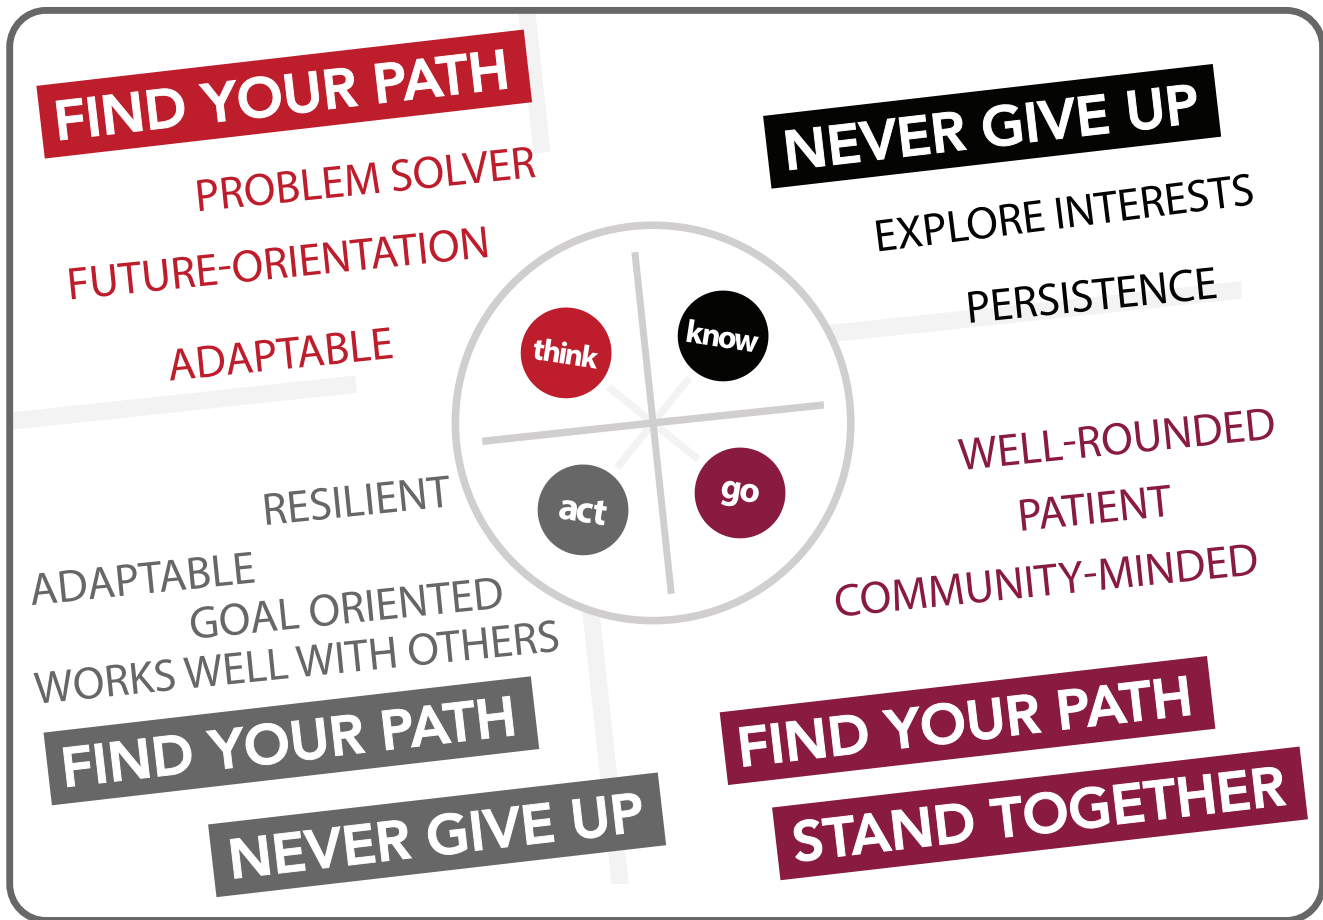 FIND YOUR PATH
PROBLEM SOLVER
FUTURE-ORIENTATION
ADAPTABLE
NEVER GIVE UP
EXPLORE INTERESTS
PERSISTENCE
think
know
act
go
RESILIENT
ADAPTABLE
GOAL ORIENTED
WORKS WELL WITH OTHERS
FIND YOUR PATH
NEVER GIVE UP
WELL-ROUNDED
PATIENT
COMMUNITY-MINDED
FIND YOUR PATH
STAND TOGETHER